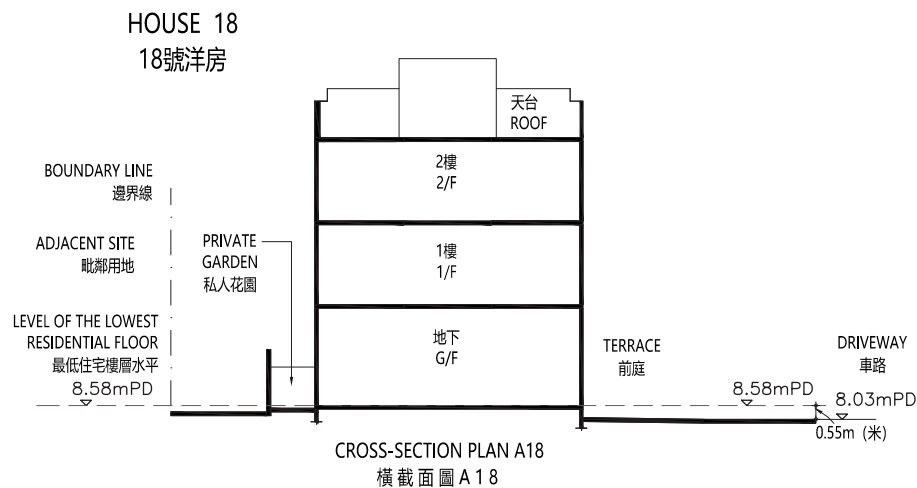 HOUSE 18
18號洋房
天台
ROOF
2樓
2/F
BOUNDARY LINE
邊界線
ADJACENT SITE
毗鄰用地
PRIVATE
GARDEN
私人花園
1樓
1/F
LEVEL OF THE LOWEST
RESIDENTIAL FLOOR
最低住宅樓層水平
8.58mPD
地下
G/F
TERRACE
前庭
DRIVEWAY
車路
8.58mPD
8.03mPD
0.55m (米)
CROSS-SECTION PLAN A18
橫截面圖A18